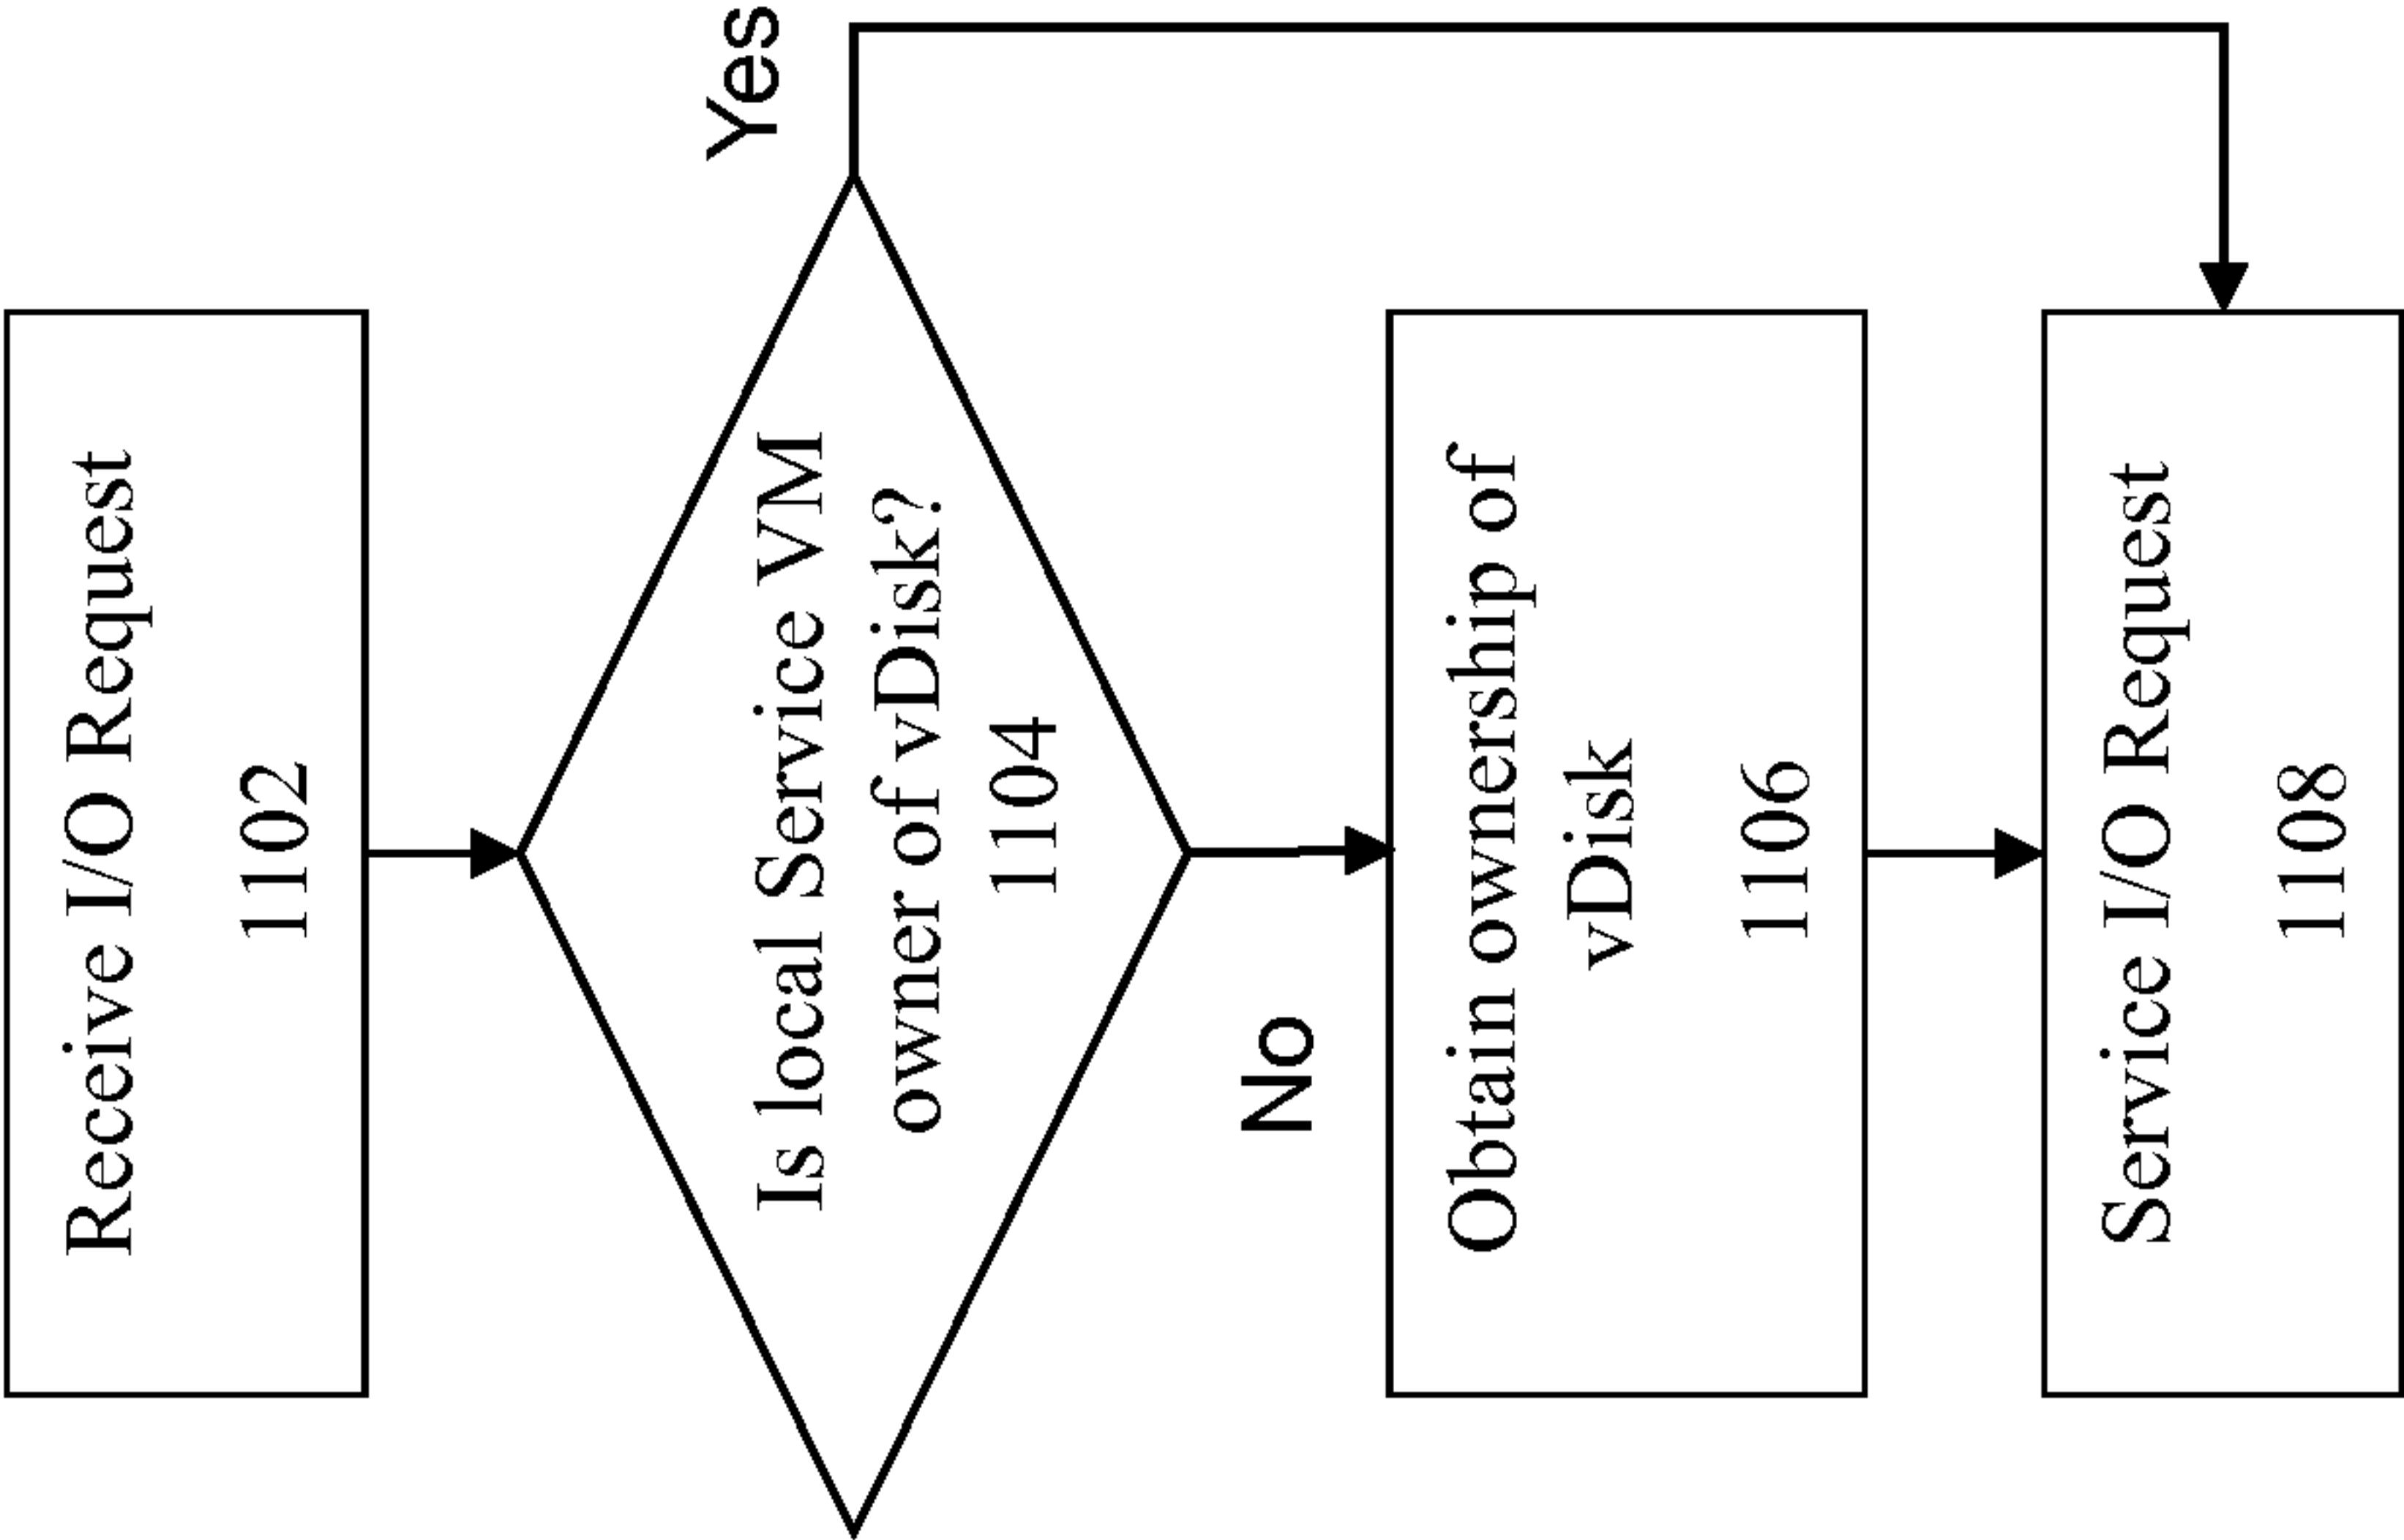 Receive I/O Request
1102
Yes
Is local Service VM
owner of vDisk?
1104
No
Obtain ownership of
vDisk
1106
Service I/O Request
1108